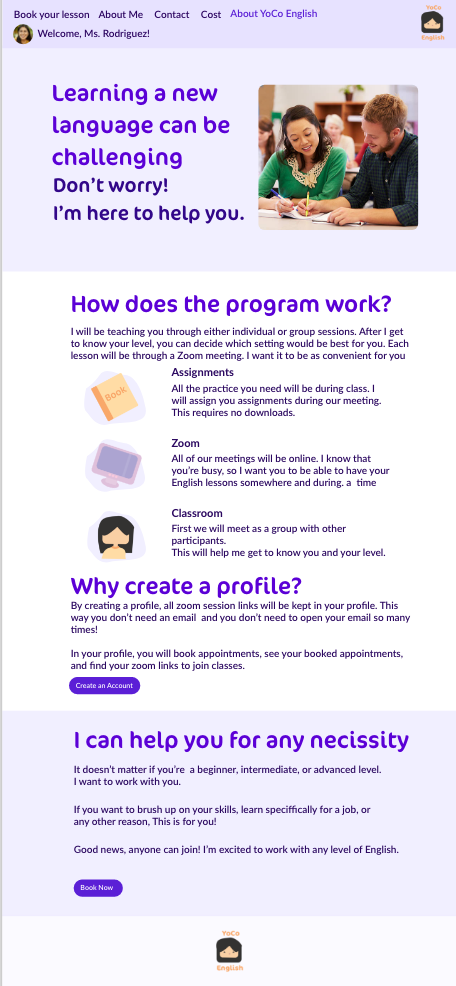 Book your lesson About Me Contact Cost About YoCo English
Welcome, Ms. Rodriguez!
YoCo
English
Learning a new
language can be
challenging
Don't worry!
I'm here to help you.
How does the program work?
I will be teaching you through either individual or group sessions. After I get
to know your level, you can decide which setting would be best for you. Each
lesson will be through a Zoom meeting. I want it to be as convenient for you
Book
Assignments
All the practice you need will be during class. I
will assign you assignments during our meeting.
This requires no downloads.
Zoom
All of our meetings will be online. I know that
you're busy, so I want you to be able to have your
English lessons somewhere and during. a time
Classroom
First we will meet as a group with other
participants.
This will help me get to know you and your level.
Why create a profile?
By creating a profile, all zoom session links will be kept in your profile. This
way you don't need an email and you don't need to open your email so many
times!
In your profile, you will book appointments, see your booked appointments,
and find your zoom links to join classes.
Create an Account
I can help you for any necissity
It doesn't matter if you're a beginner, intermediate, or advanced level.
I want to work with you.
If you want to brush up on your skills, learn speciffically for a job, or
any other reason, This is for you!
Good news, anyone can join! I'm excited to work with any level of English.
Book Now
YoCo
English